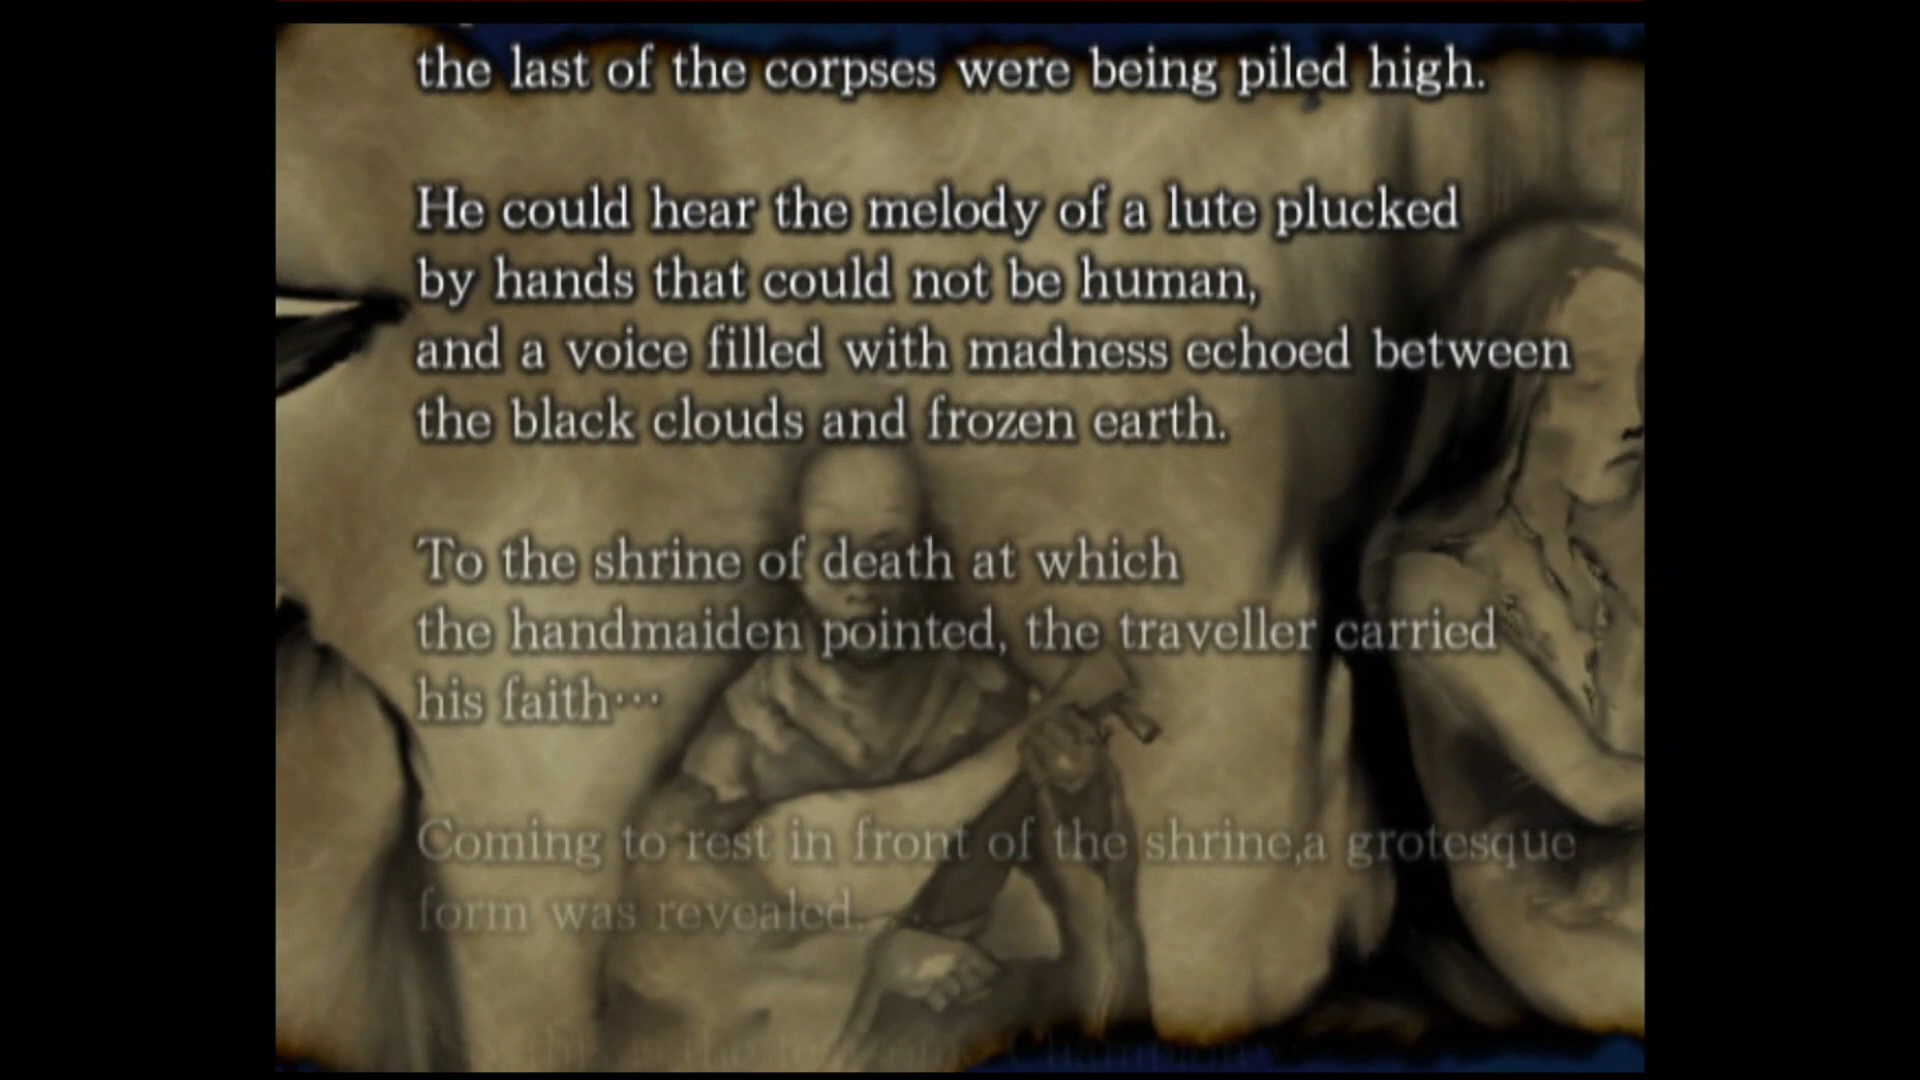 the last of the corpses were being piled high.
He could hear the melody of a lute plucked
by hands that could not be human,
and a voice filled with madness echoed between
the black clouds and frozen earth.
To the shrine of death at which
the handmaiden pointed, the traveller carried
his faith…
Coming to rest in front of the shrine,a grotesque
form was revealed.